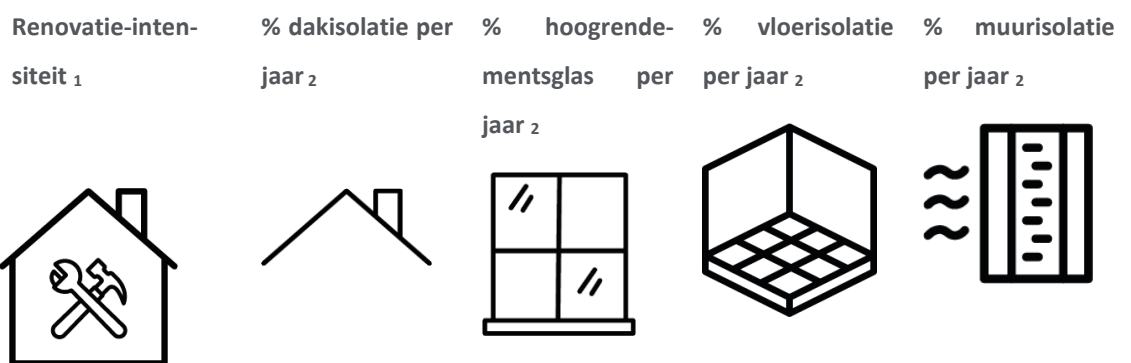 Renovatie-inten-
siteit 1
% dakisolatie per
jaar 2
% hoogrende-
mentsglas per
jaar 2
% vloerisolatie
per jaar 2
% muurisolatie
per jaar 2